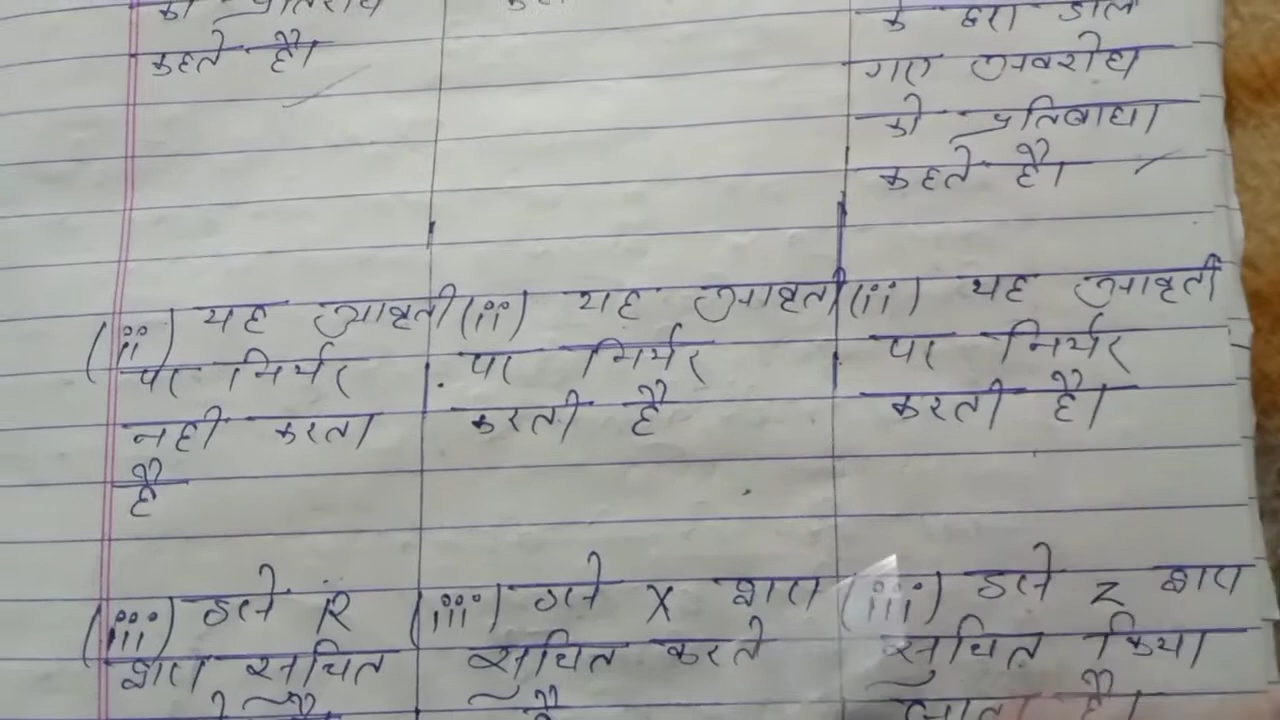 को प्रतिरोध
कहते है।
के द्वारा डाले
गए अवरोध
को प्रतिबाधा
कहते है।
(ii) यह आवृती
पर निर्भर
नही करता
है
(ii) यह आवृती
पर निर्भर
करती है
(ii) यह आवृती
पर निर्भर
करती है।
(iii) इसे R
द्वारा सूचित
(iii) इसे X द्वारा
सूचित करते
है
(iii) इसे Z द्वारा
सुचित किया
जाता है।